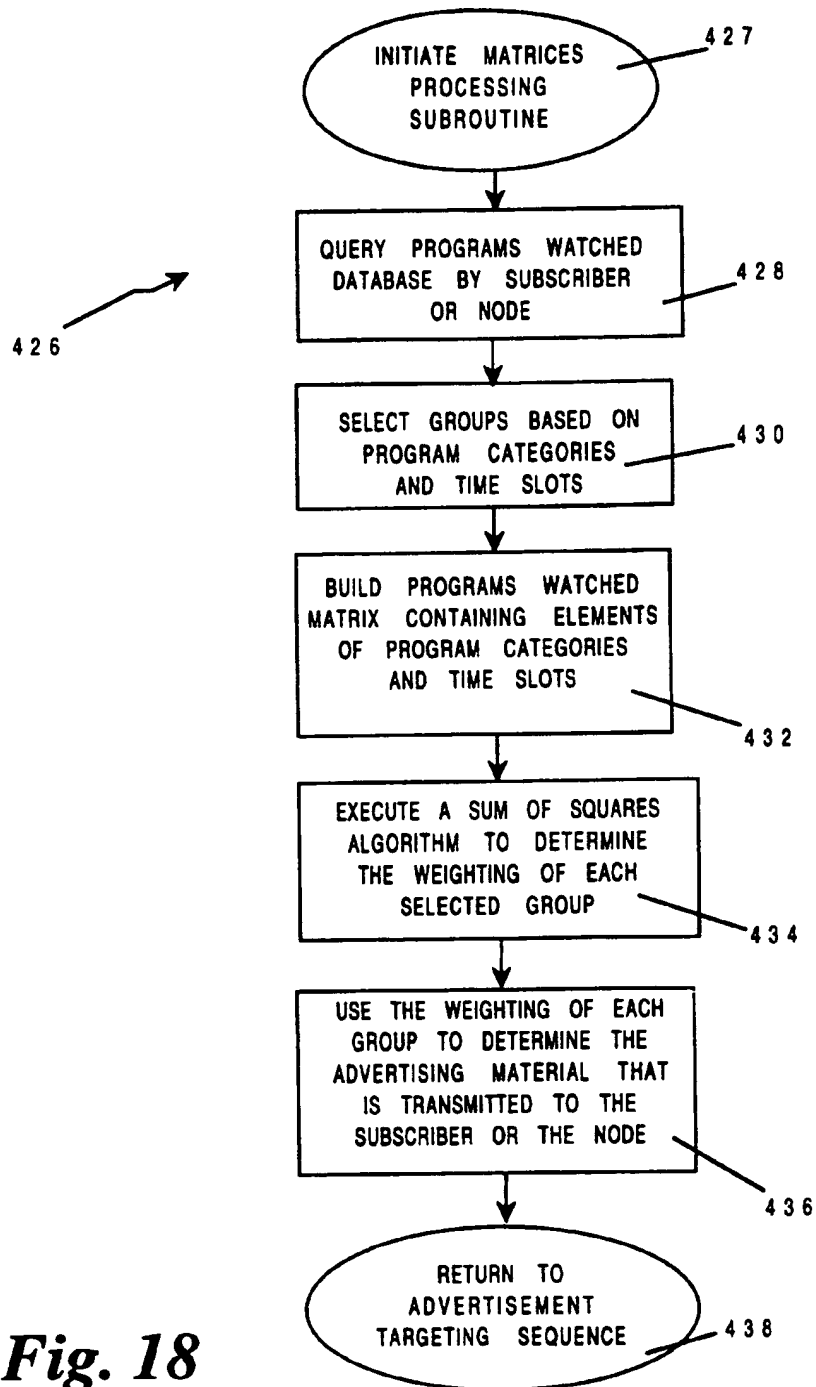 INITIATE MATRICES
PROCESSING
SUBROUTINE
427
QUERY PROGRAMS WATCHED
DATABASE BY SUBSCRIBER
OR NODE
428
426
SELECT GROUPS BASED ON
PROGRAM CATEGORIES
AND TIME SLOTS
430
BUILD PROGRAMS WATCHED
MATRIX CONTAINING ELEMENTS
OF PROGRAM CATEGORIES
AND TIME SLOTS
432
EXECUTE A SUM OF SQUARES
ALGORITHM TO DETERMINE
THE WEIGHTING OF EACH
SELECTED GROUP
434
USE THE WEIGHTING OF EACH
GROUP TO DETERMINE THE
ADVERTISING MATERIAL THAT
IS TRANSMITTED TO THE
SUBSCRIBER OR THE NODE
436
RETURN TO
ADVERTISEMENT
TARGETING SEQUENCE
438
Fig. 18